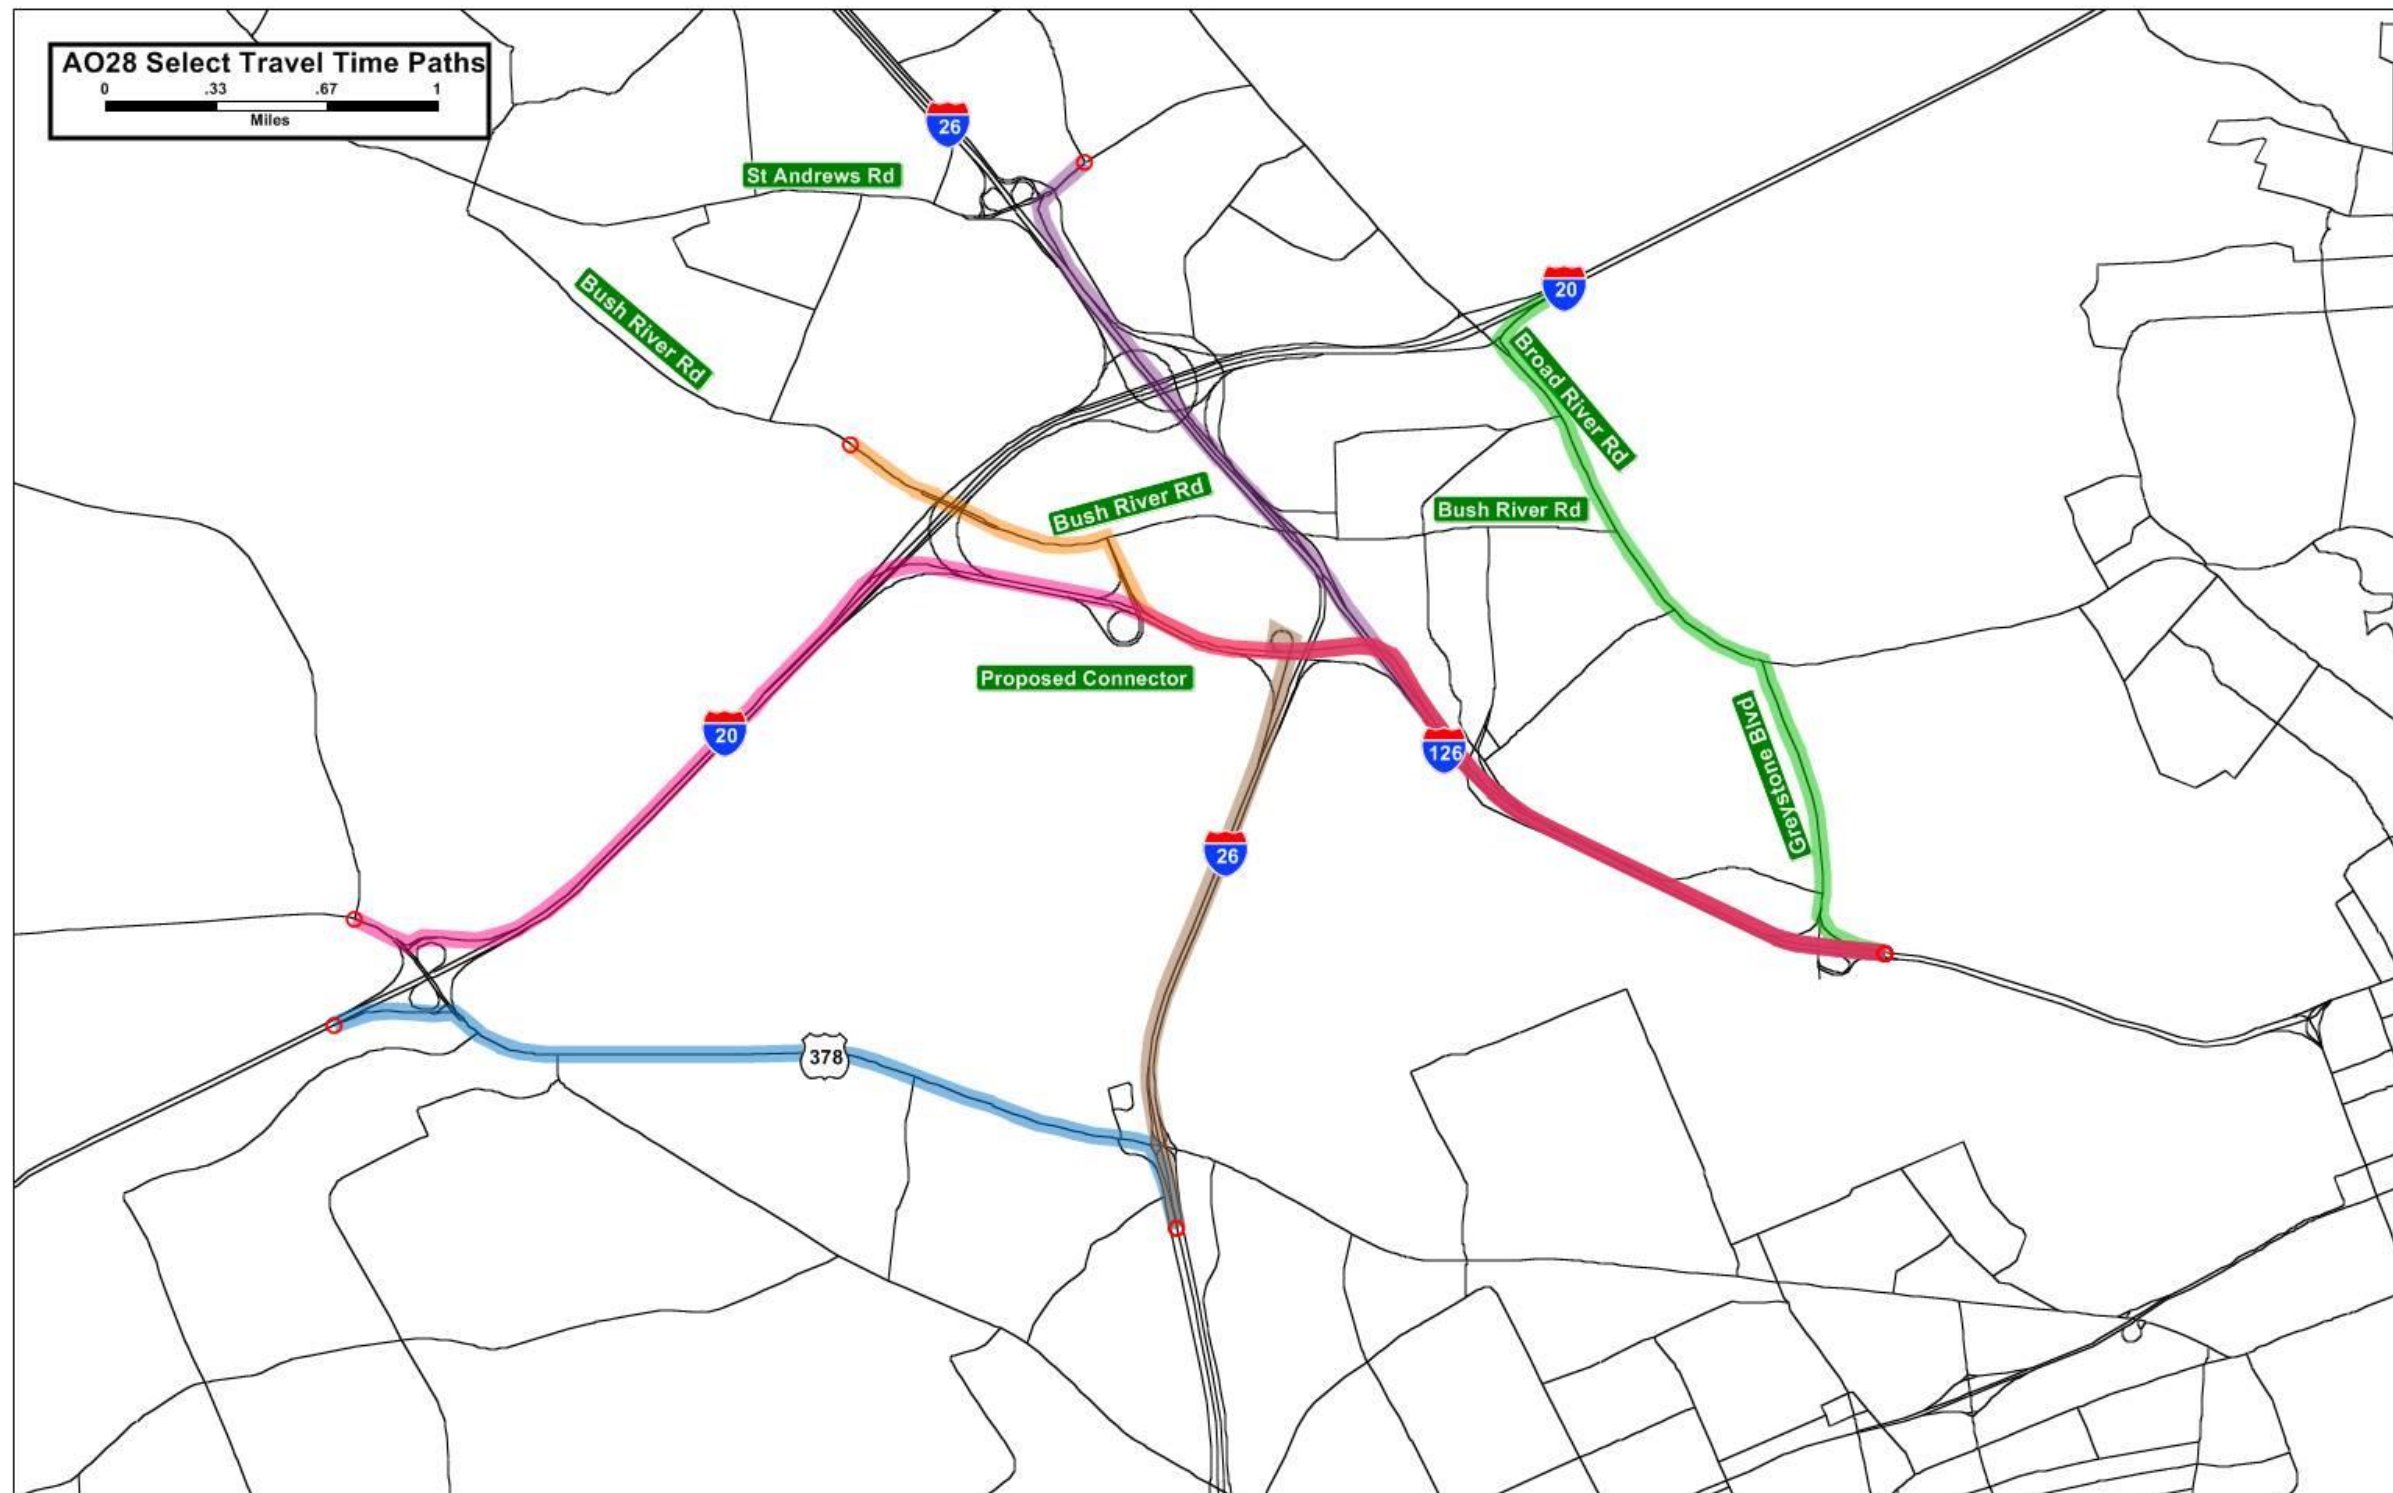 AO28 Select Travel Time Paths
0 .33 .67 1
Miles
26
St Andrews Rd
Bush River Rd
20
Broad River Rd
Bush River Rd
Bush River Rd
Proposed Connector
20
126
Greystone Blvd
26
378